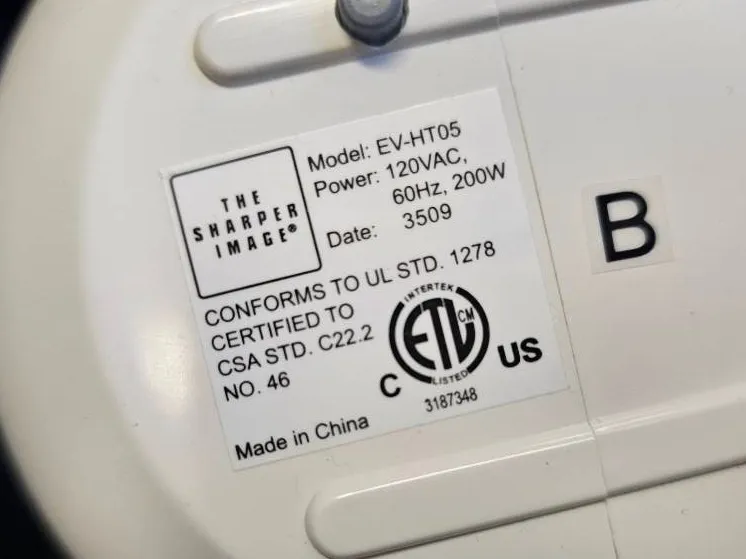 THE
SHARPER
IMAGE®
Model: EV-HT05
Power: 120VAC,
60Hz, 200W
Date: 3509
CONFORMS TO UL STD. 1278
CERTIFIED TO
CSA STD. C22.2
NO. 46
INTERTEK
ETL CM
LISTED
C US
3187348
Made in China
B